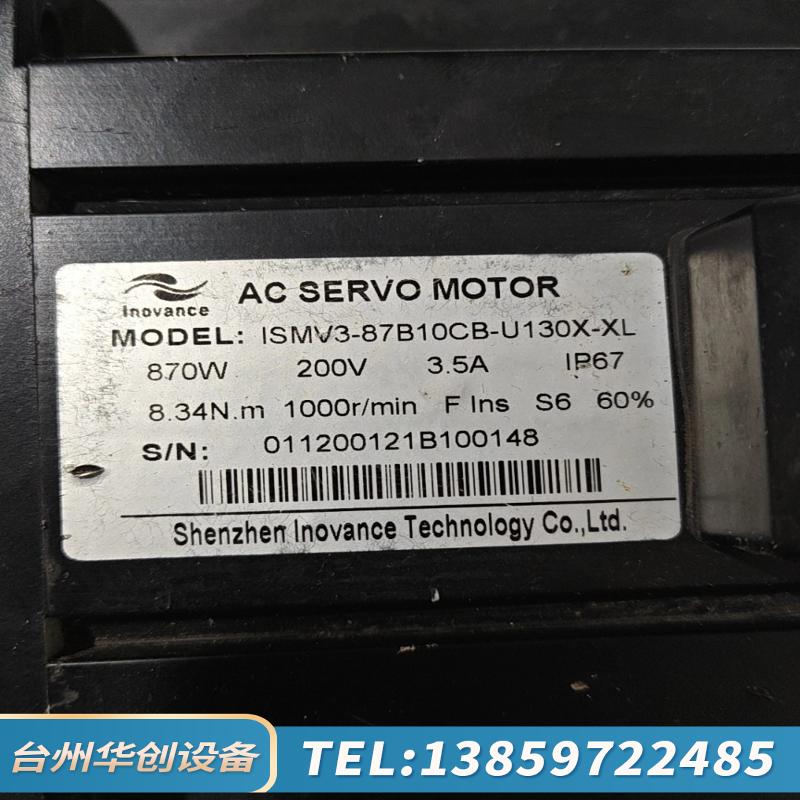 inovance
AC SERVO MOTOR
MODEL: ISMV3-87B10CB-U130X-XL
870W 200V 3.5A IP67
8.34N.m 1000r/min F Ins S6 60%
S/N: 011200121B100148
Shenzhen Inovance Technology Co.,Ltd.
台州华创设备 TEL:13859722485